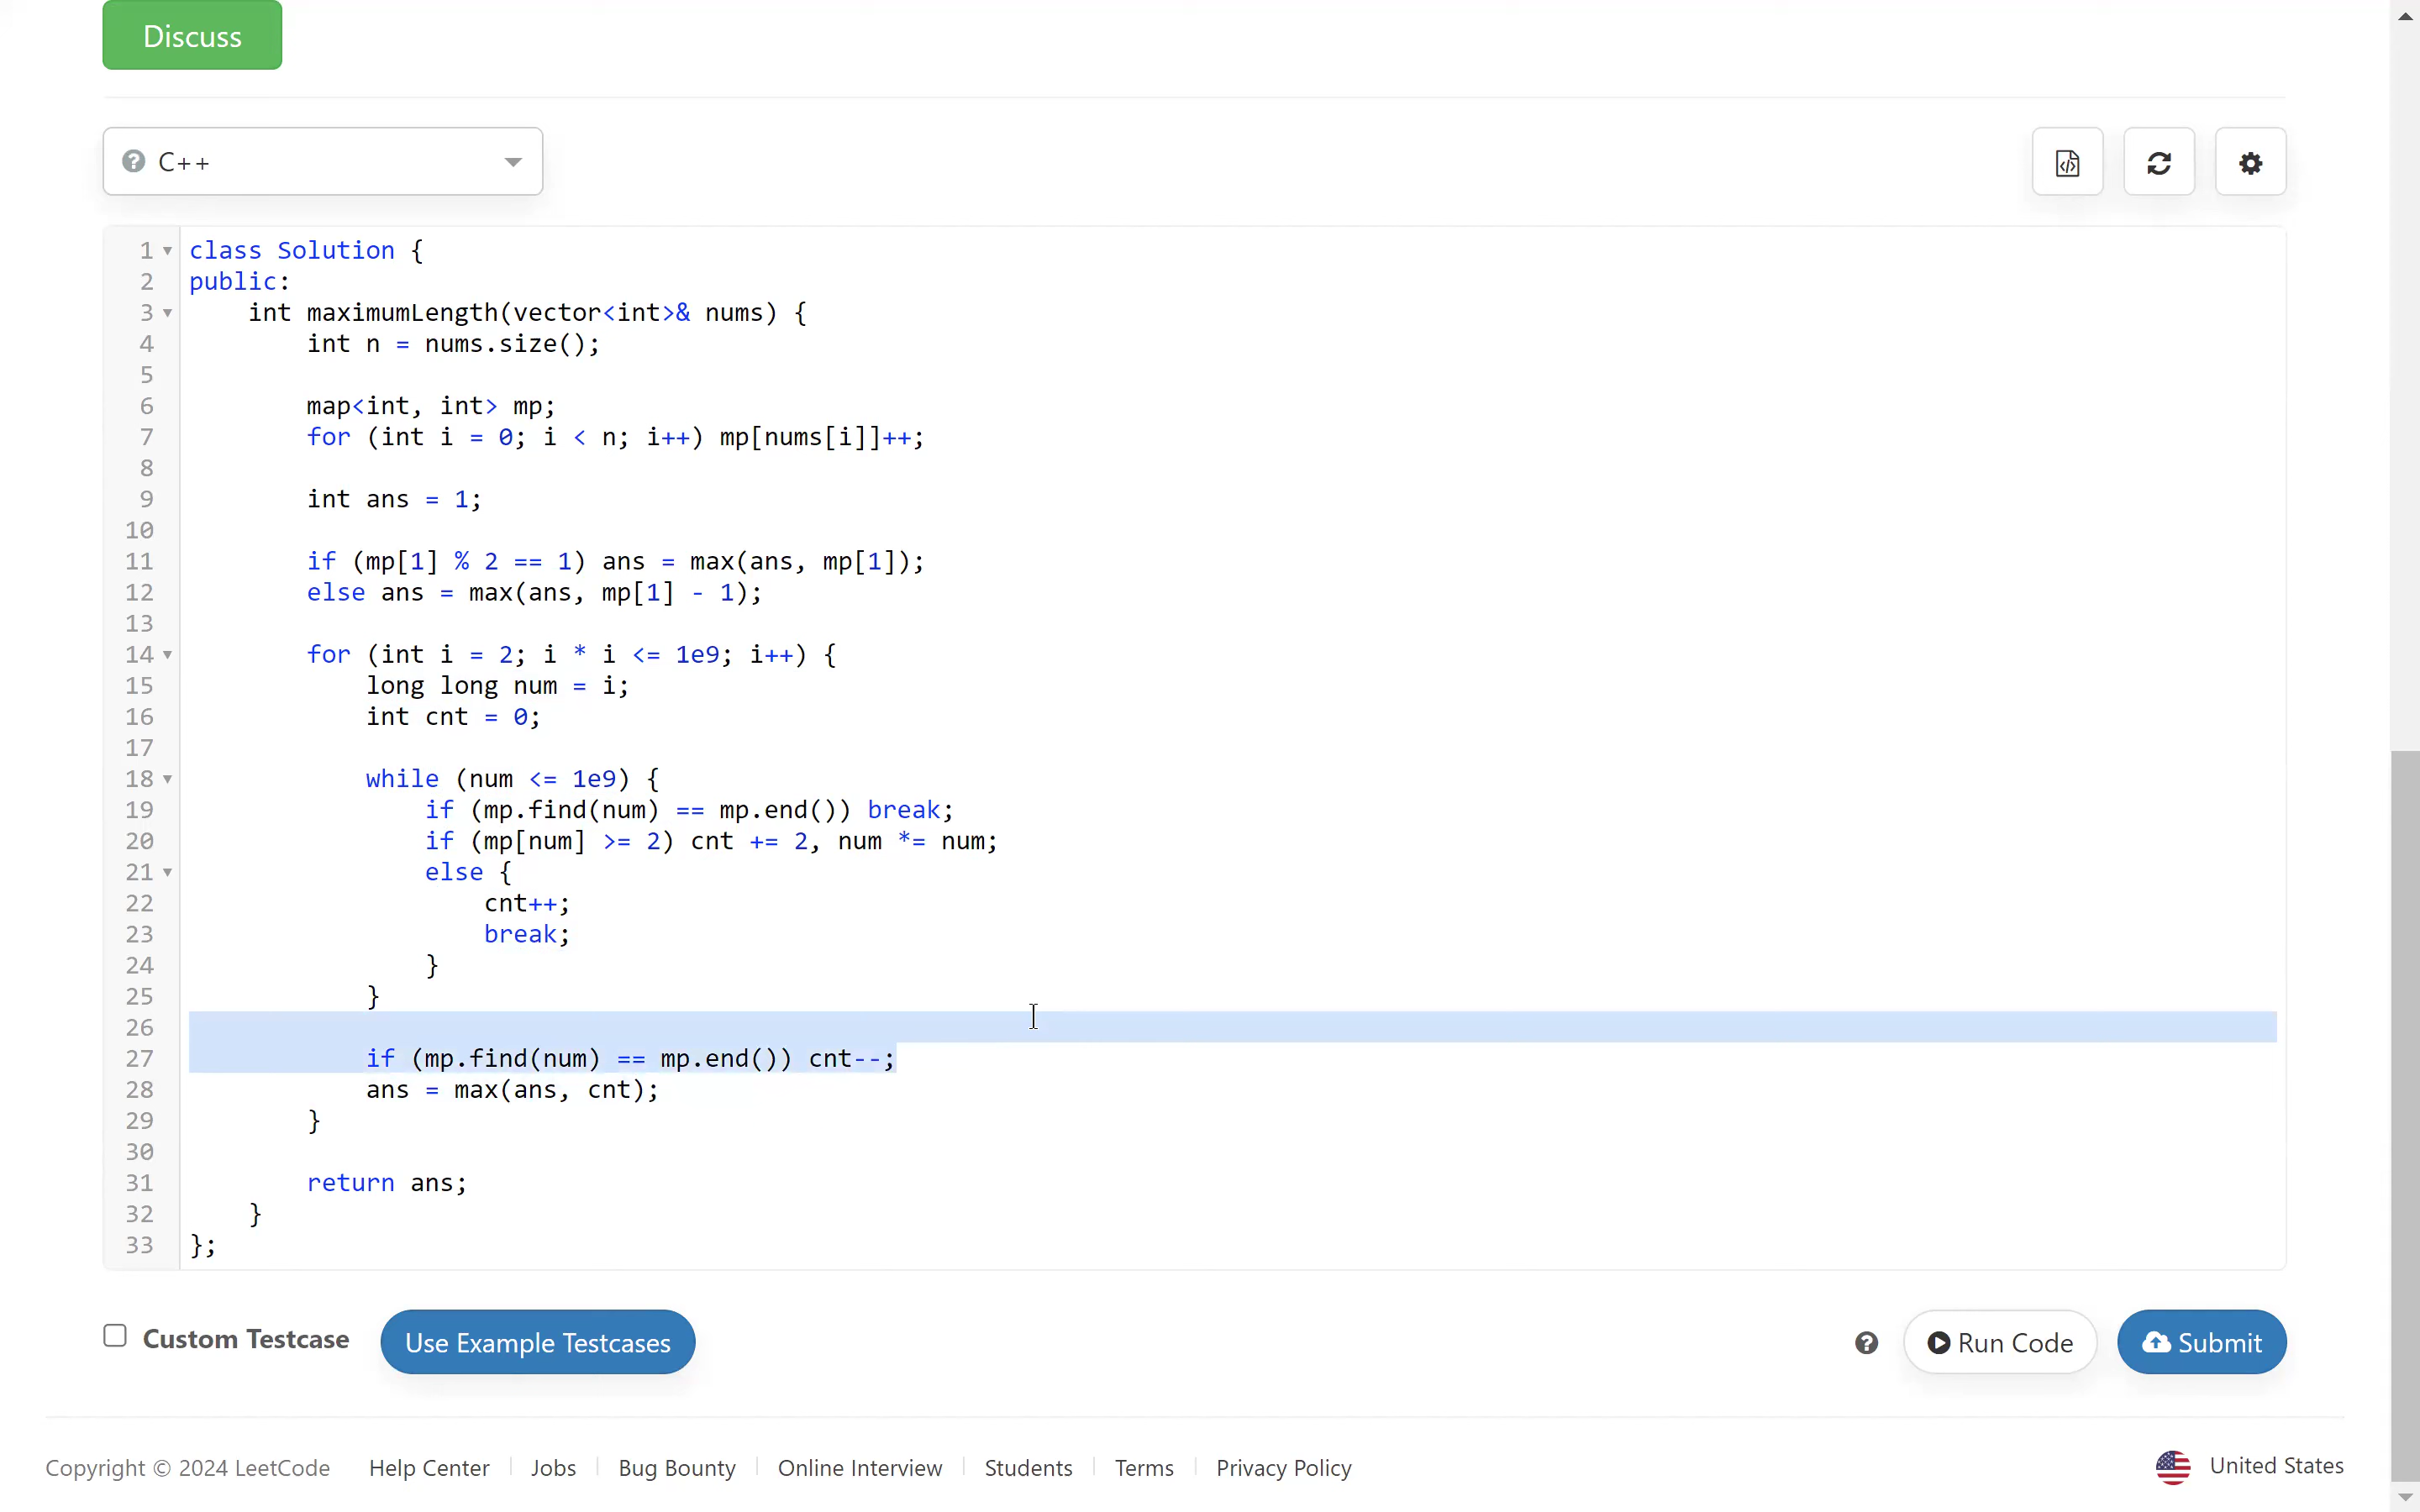 Discuss
C++
1 class Solution {
2 public:
3     int maximumLength(vector<int>& nums) {
4         int n = nums.size();
5
6         map<int, int> mp;
7         for (int i = 0; i < n; i++) mp[nums[i]]++;
8
9         int ans = 1;
10
11         if (mp[1] % 2 == 1) ans = max(ans, mp[1]);
12         else ans = max(ans, mp[1] - 1);
13
14         for (int i = 2; i * i <= 1e9; i++) {
15             long long num = i;
16             int cnt = 0;
17
18             while (num <= 1e9) {
19                 if (mp.find(num) == mp.end()) break;
20                 if (mp[num] >= 2) cnt += 2, num *= num;
21                 else {
22                     cnt++;
23                     break;
24                 }
25             }
26
27             if (mp.find(num) == mp.end()) cnt--;
28             ans = max(ans, cnt);
29         }
30
31         return ans;
32     }
33 };
Custom Testcase Use Example Testcases Run Code Submit
Copyright © 2024 LeetCode Help Center Jobs Bug Bounty Online Interview Students Terms Privacy Policy United States